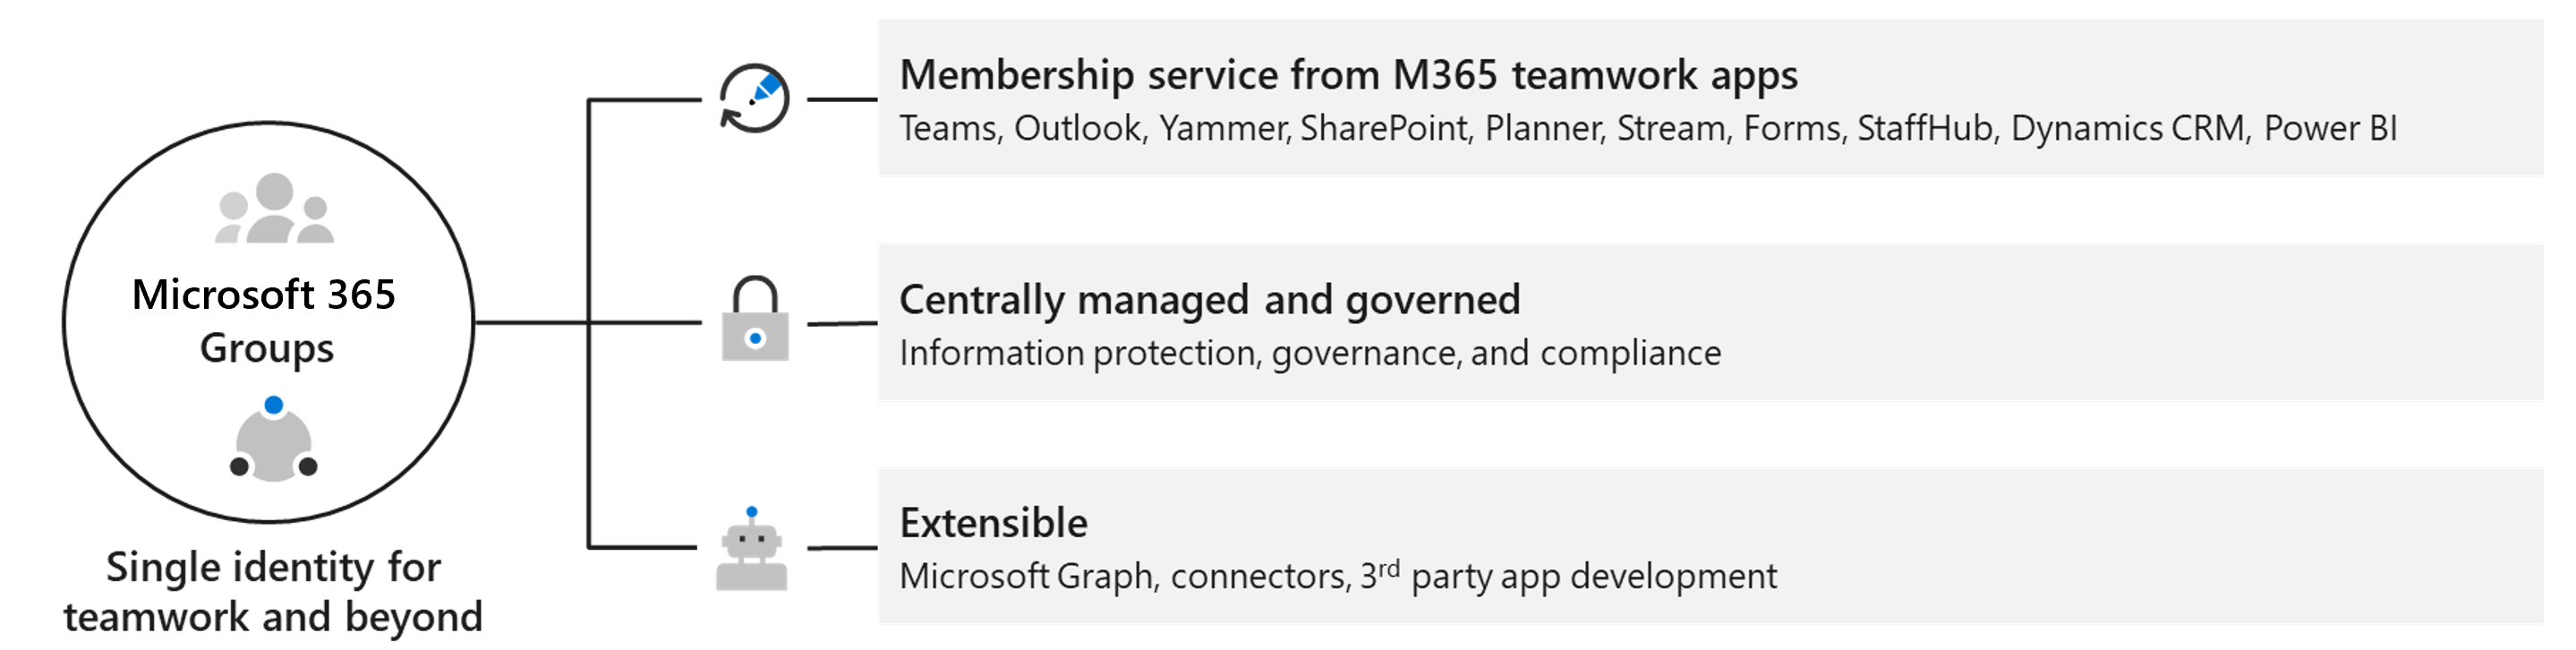 Microsoft 365
Groups
Single identity for
teamwork and beyond
Membership service from M365 teamwork apps
Teams, Outlook, Yammer, SharePoint, Planner, Stream, Forms, StaffHub, Dynamics CRM, Power BI
Centrally managed and governed
Information protection, governance, and compliance
Extensible
Microsoft Graph, connectors, 3rd party app development